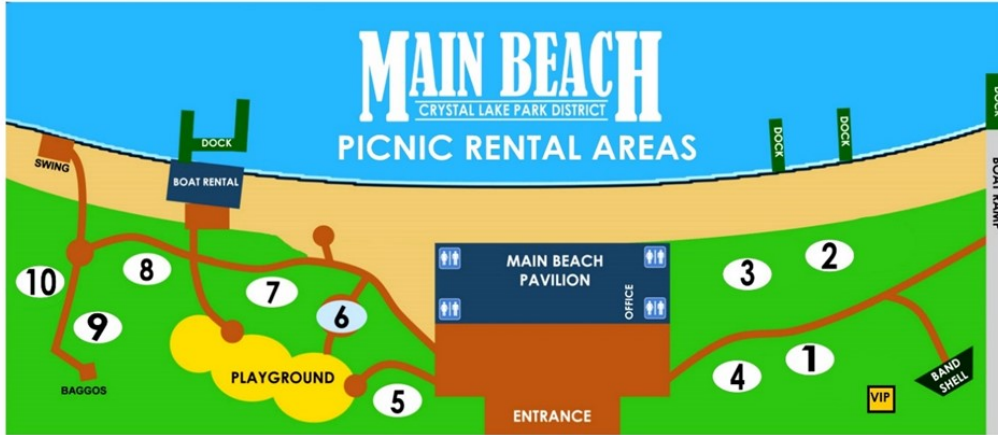 MAIN BEACH
CRYSTAL LAKE PARK DISTRICT
PICNIC RENTAL AREAS
DOCK
DOCK
DOCK
DOCK
SWING
BOAT RENTAL
BOAT RAMP
MAIN BEACH
PAVILION
OFFICE
10
8
7
6
9
3
2
1
4
5
PLAYGROUND
BAGGOS
ENTRANCE
VIP
BAND
SHELL